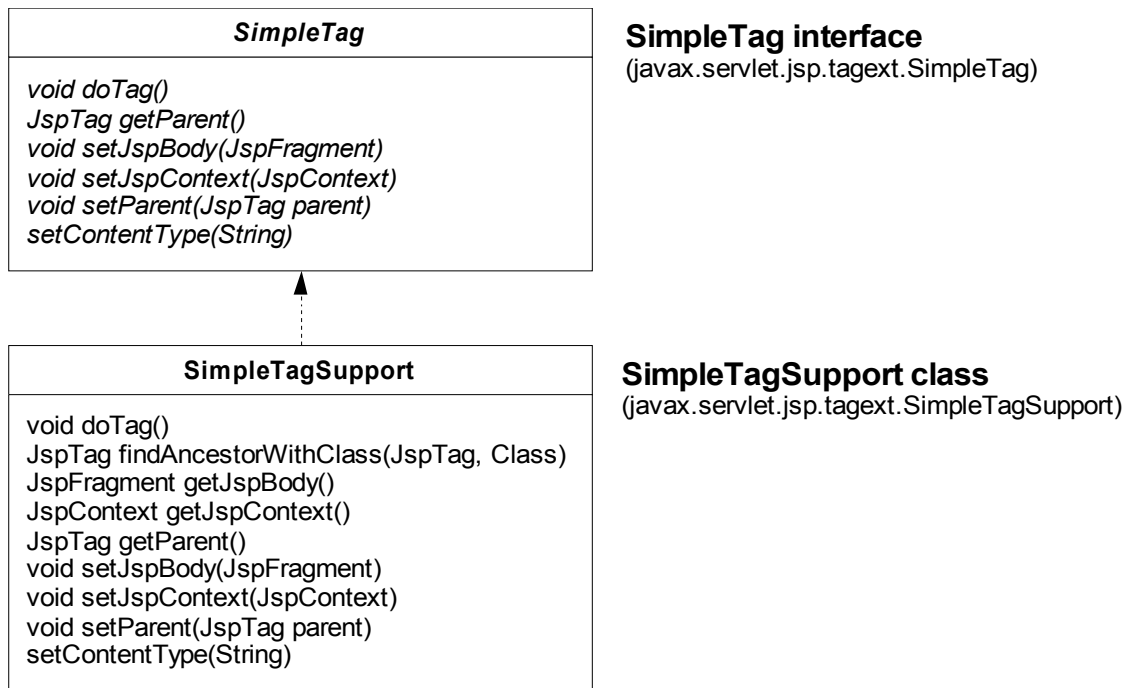 SimpleTag
void doTag()
JspTag getParent()
void setJspBody(JspFragment)
void setJspContext(JspContext)
void setParent(JspTag parent)
setContentType(String)
SimpleTag interface
(javax.servlet.jsp.tagext.SimpleTag)
SimpleTagSupport
void doTag()
JspTag findAncestorWithClass(JspTag, Class)
JspFragment getJspBody()
JspContext getJspContext()
JspTag getParent()
void setJspBody(JspFragment)
void setJspContext(JspContext)
void setParent(JspTag parent)
setContentType(String)
SimpleTagSupport class
(javax.servlet.jsp.tagext.SimpleTagSupport)